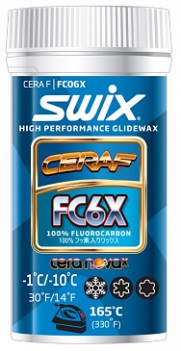 CERA F | FC06X
SWIX
HIGH PERFORMANCE GLIDEWAX
CERAF
FC6X
100% FLUOROCARBON
100% フッ素入りワックス
cera nova x
-1°C/-10°C
30°F/14°F
165°C
(330°F)